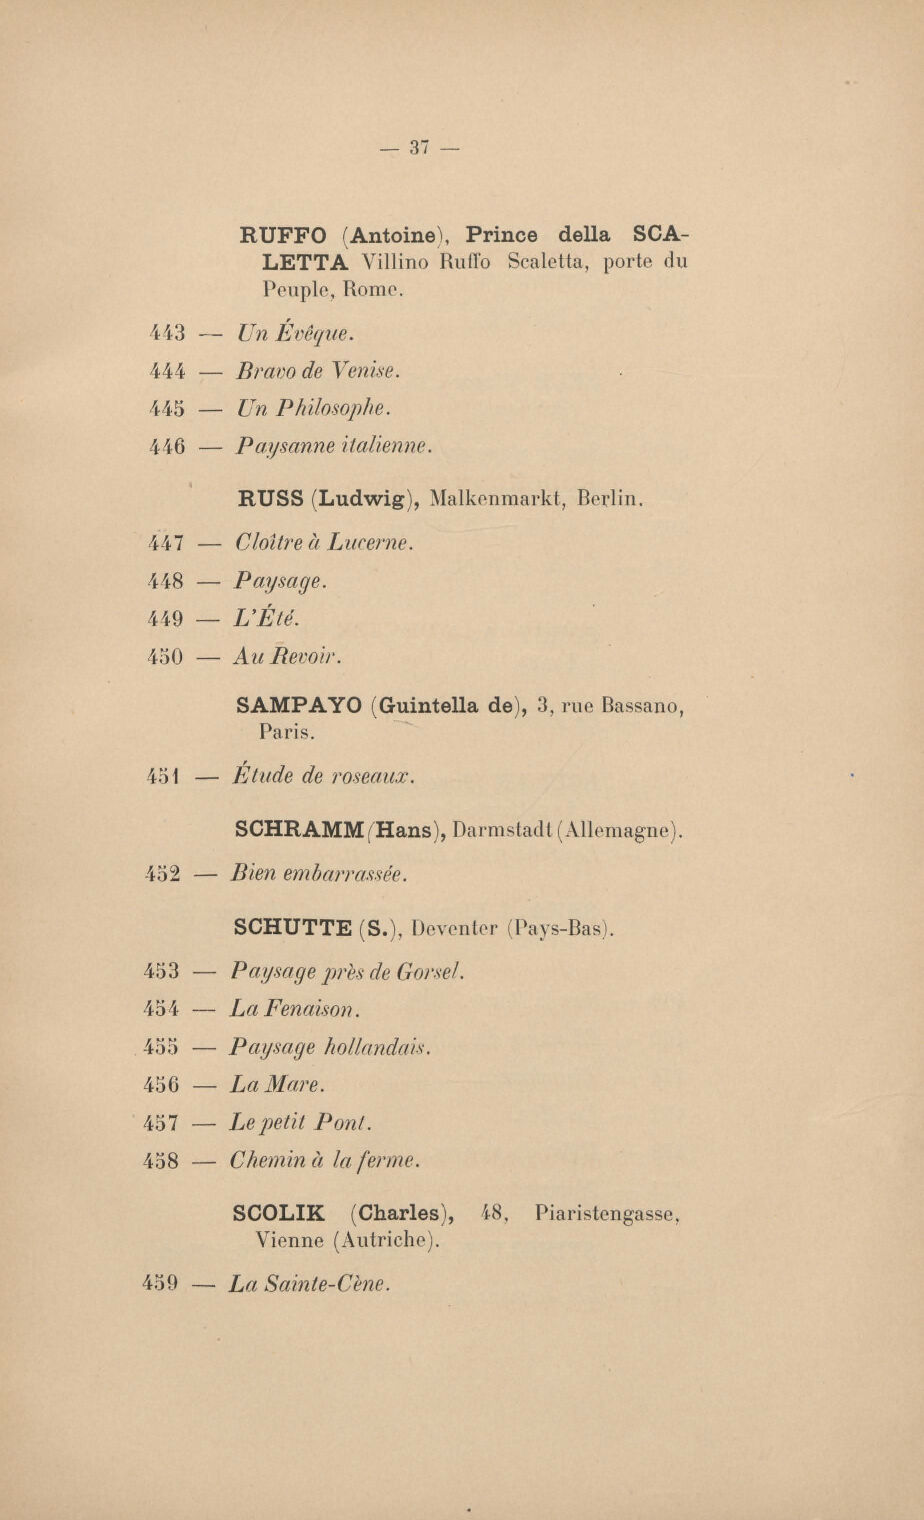 — 37 —
RUFFO (Antoine), Prince della SCA-
LETTA Villino Ruffo Scaletta, porte du
Peuple, Rome.
443 — Un Évêque.
444 — Bravo de Venise.
445 — Un Philosophe.
446 — Paysanne italienne.
RUSS (Ludwig), Malkenmarkt, Berlin.
447 — Cloître à Lucerne.
448 — Paysage.
449 — L'Été.
450 — Au Revoir.
SAMPAYO (Guintella de), 3, rue Bassano,
Paris.
451 — Étude de roseaux.
SCHRAMM (Hans), Darmstadt (Allemagne).
452 — Bien embarrassée.
SCHUTTE (S.), Deventer (Pays-Bas).
453 — Paysage près de Gorsel.
454 — La Fenaison.
455 — Paysage hollandais.
456 — La Mare.
457 — Le petit Pont.
458 — Chemin à la ferme.
SCOLIK (Charles), 48, Piaristengasse,
Vienne (Autriche).
459 — La Sainte-Cène.